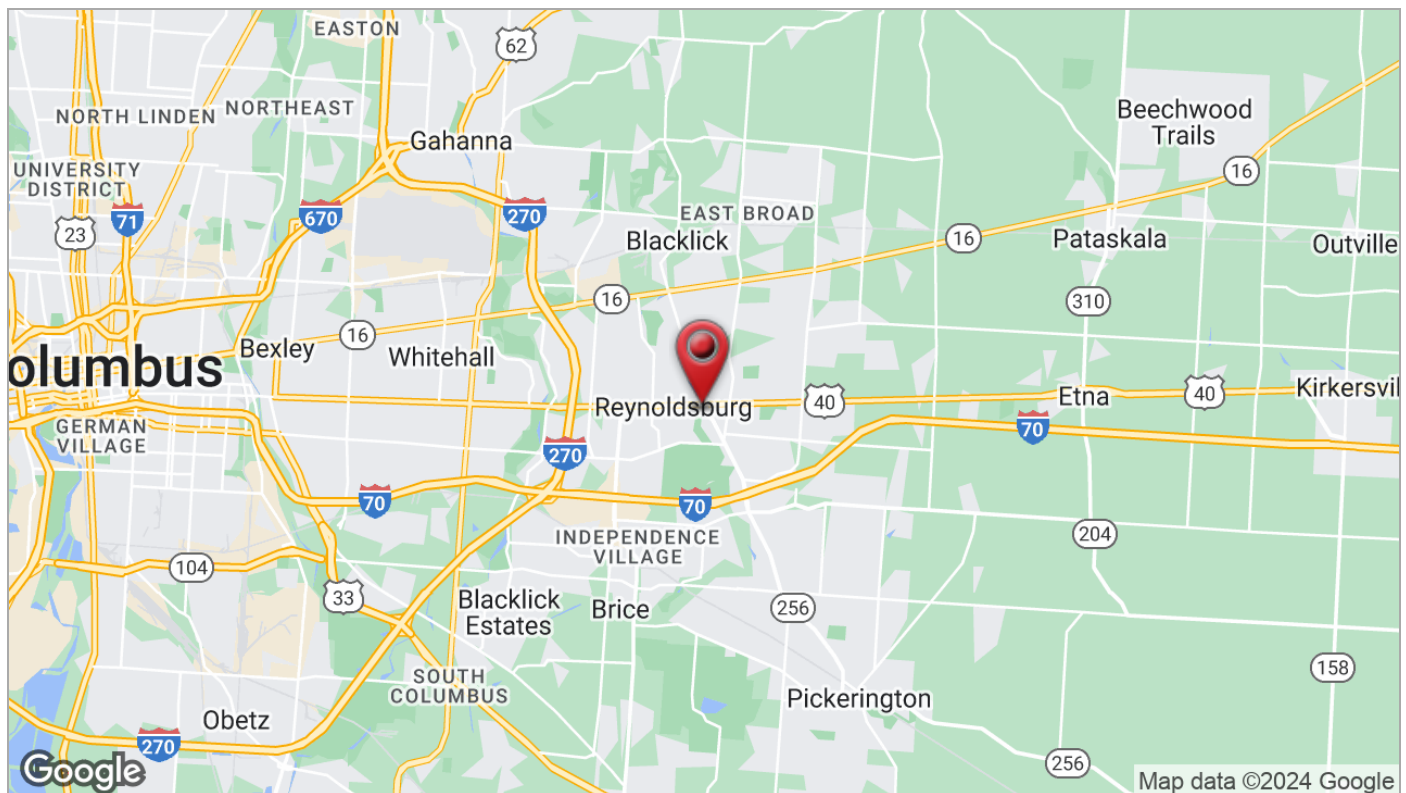 EASTON
62
NORTH LINDEN
NORTHEAST
Gahanna
Beechwood
Trails
UNIVERSITY
DISTRICT
16
71
670
270
23
EAST BROAD
Blacklick
16
Pataskala
Outville
16
310
16
Bexley
Whitehall
olumbus
Reynoldsburg
40
Etna
40
Kirkersvil
GERMAN
VILLAGE
270
70
70
70
INDEPENDENCE
VILLAGE
204
104
33
Blacklick
Estates
Brice
256
SOUTH
COLUMBUS
158
Pickerington
Obetz
270
256
Google
Map data ©2024 Google